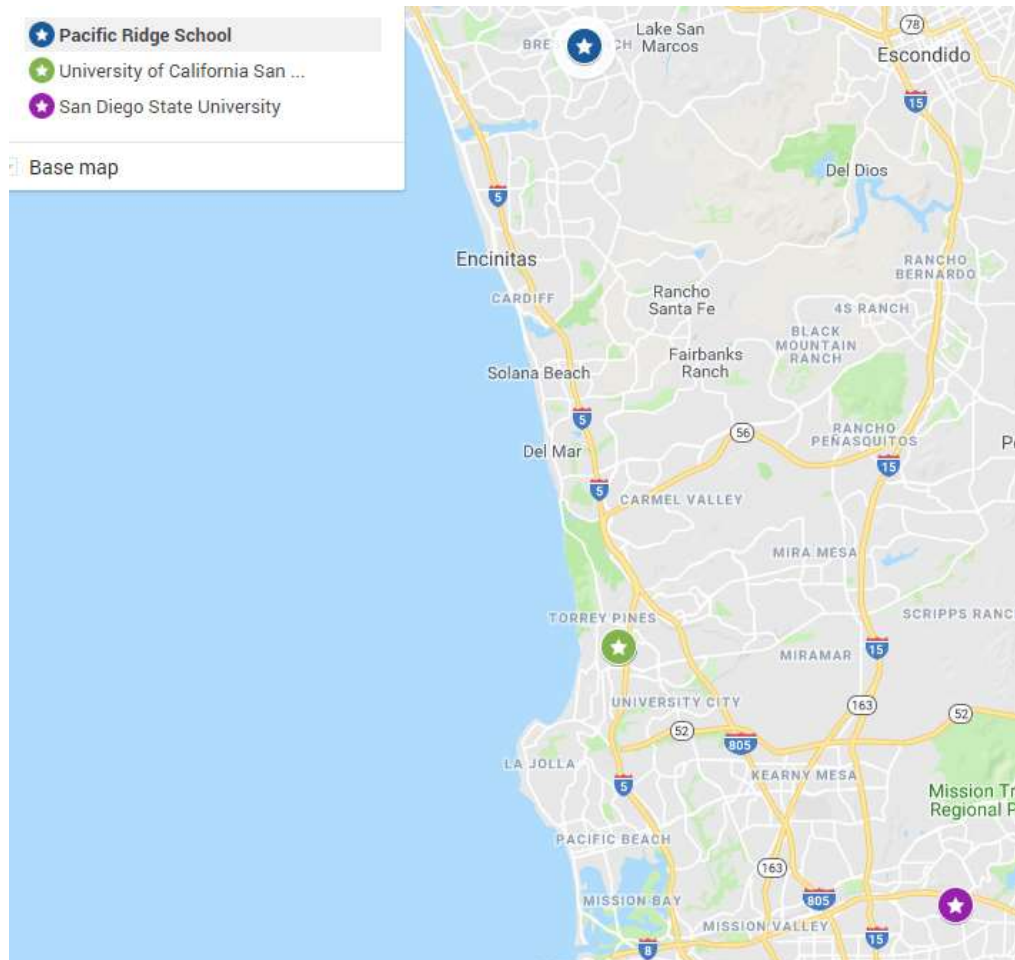 Pacific Ridge School
University of California San ...
San Diego State University
Base map
Lake San
Marcos
78
Escondido
15
Del Dios
5
Encinitas
RANCHO
BERNARDO
CARDIFF
Rancho
Santa Fe
4S RANCH
BLACK
MOUNTAIN
RANCH
Fairbanks
Ranch
Solana Beach
5
56
RANCHO
PEÑASQUITOS
Del Mar
15
5
CARMEL VALLEY
MIRA MESA
TORREY PINES
SCRIPPS RANC
15
MIRAMAR
UNIVERSITY CITY
163
52
52
805
LA JOLLA
KEARNY MESA
5
Mission Tr
Regional P
PACIFIC BEACH
163
MISSION BAY
805
MISSION VALLEY
15
8